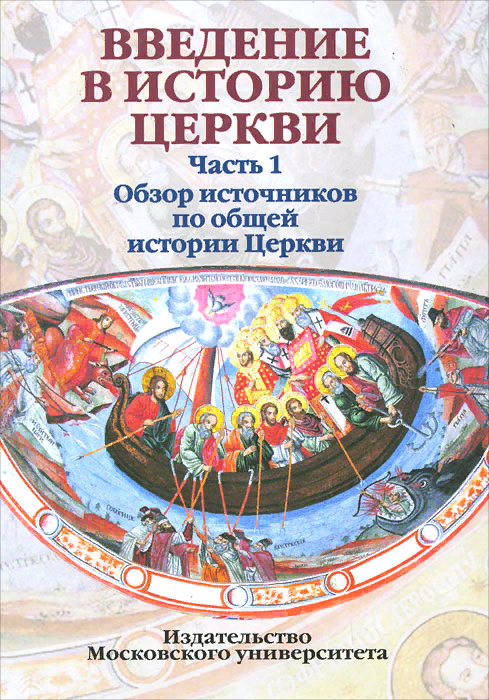 ВВЕДЕНИЕ
В ИСТОРИЮ
ЦЕРКВИ
Часть 1
Обзор источников
по общей
истории Церкви
Издательство
Московского университета